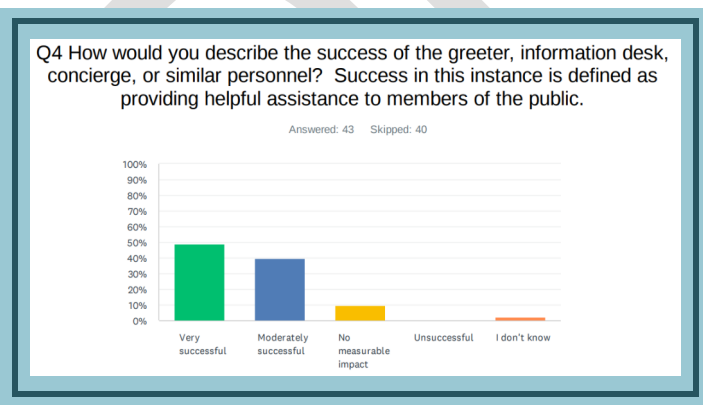 Q4 How would you describe the success of the greeter, information desk,
concierge, or similar personnel?  Success in this instance is defined as
providing helpful assistance to members of the public.
Answered: 43    Skipped: 40
100%
90%
80%
70%
60%
50%
40%
30%
20%
10%
0%
Very
successful
Moderately
successful
No
measurable
impact
Unsuccessful
I don't know